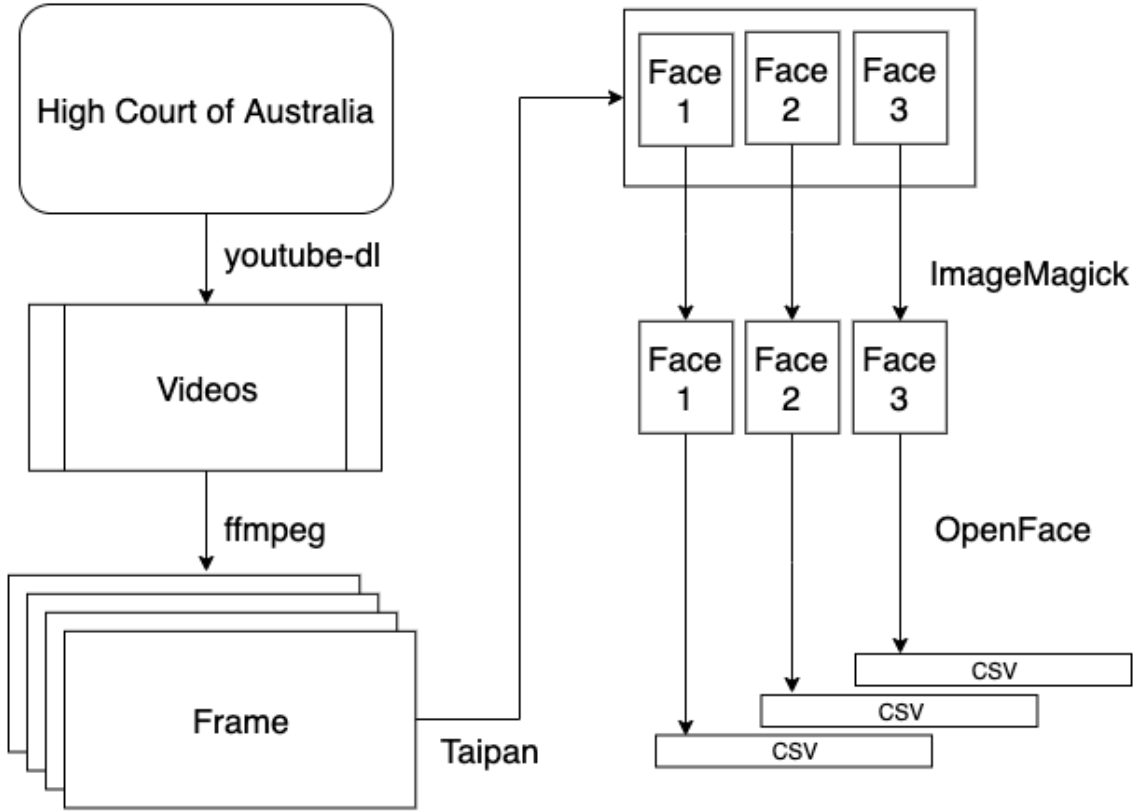 High Court of Australia
youtube-dl
Videos
ffmpeg
Frame
Taipan
Face
1
Face
2
Face
3
ImageMagick
Face
1
Face
2
Face
3
OpenFace
CSV
CSV
CSV